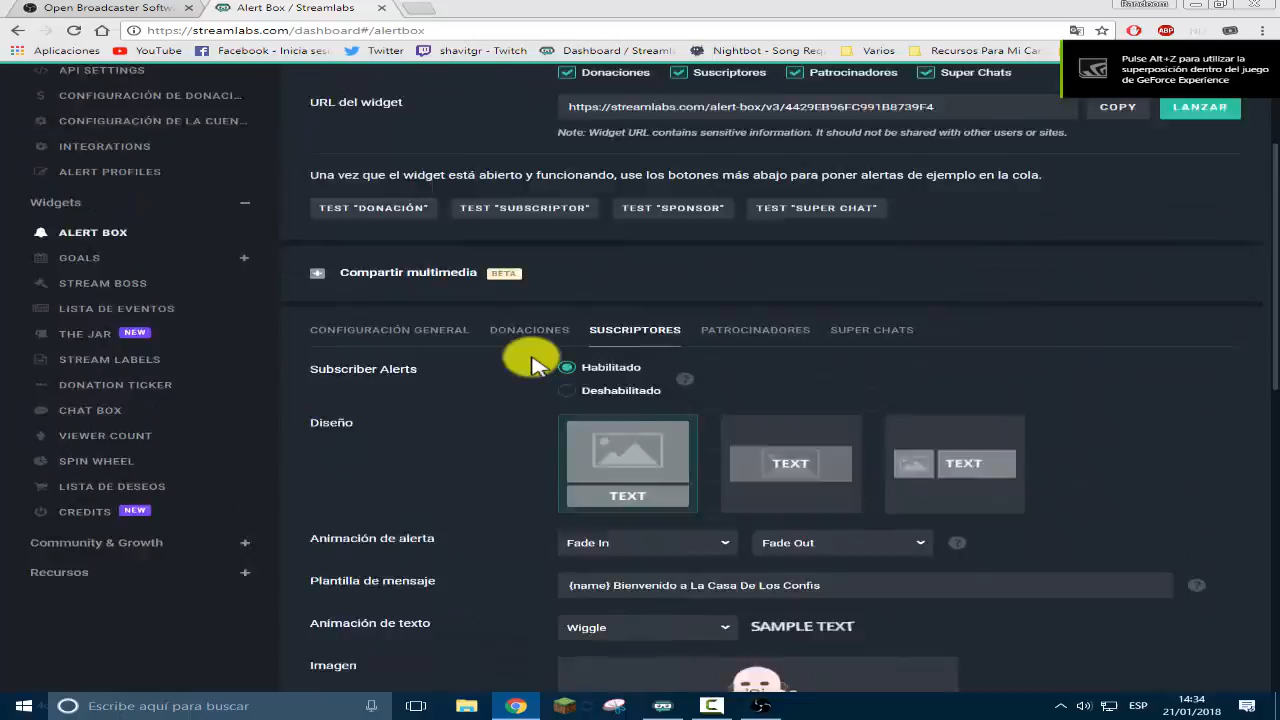 Open Broadcaster Softw
Alert Box / Streamlabs
Randoom
https://streamlabs.com/dashboard#/alertbox
Aplicaciones
YouTube
Facebook - Inicia sesi
Twitter
shavitgr - Twitch
Dashboard / Streamla
Nightbot - Song Re
Varios
Recursos Para Mi Can
Pulse Alt+Z para utilizar la
superposición dentro del juego
de GeForce Experience
API SETTINGS
CONFIGURACIÓN DE DONACI...
CONFIGURACIÓN DE LA CUEN...
INTEGRATIONS
ALERT PROFILES
Widgets
ALERT BOX
GOALS
STREAM BOSS
LISTA DE EVENTOS
THE JAR NEW
STREAM LABELS
DONATION TICKER
CHAT BOX
VIEWER COUNT
SPIN WHEEL
LISTA DE DESEOS
CREDITS NEW
Community & Growth
Recursos
Donaciones Suscriptores Patrocinadores Super Chats
URL del widget
https://streamlabs.com/alert-box/v3/4429EB96FC991B8739F4
COPY
LANZAR
Note: Widget URL contains sensitive information. It should not be shared with other users or sites.
Una vez que el widget está abierto y funcionando, use los botones más abajo para poner alertas de ejemplo en la cola.
TEST "DONACIÓN" TEST "SUBSCRIPTOR" TEST "SPONSOR" TEST "SUPER CHAT"
Compartir multimedia BETA
CONFIGURACIÓN GENERAL DONACIONES SUSCRIPTORES PATROCINADORES SUPER CHATS
Subscriber Alerts
Habilitado
Deshabilitado
Diseño
TEXT
TEXT
TEXT
Animación de alerta
Fade In
Fade Out
Plantilla de mensaje
{name} Bienvenido a La Casa De Los Confis
Animación de texto
Wiggle
SAMPLE TEXT
Imagen
Escribe aquí para buscar
ESP
14:34
21/01/2018